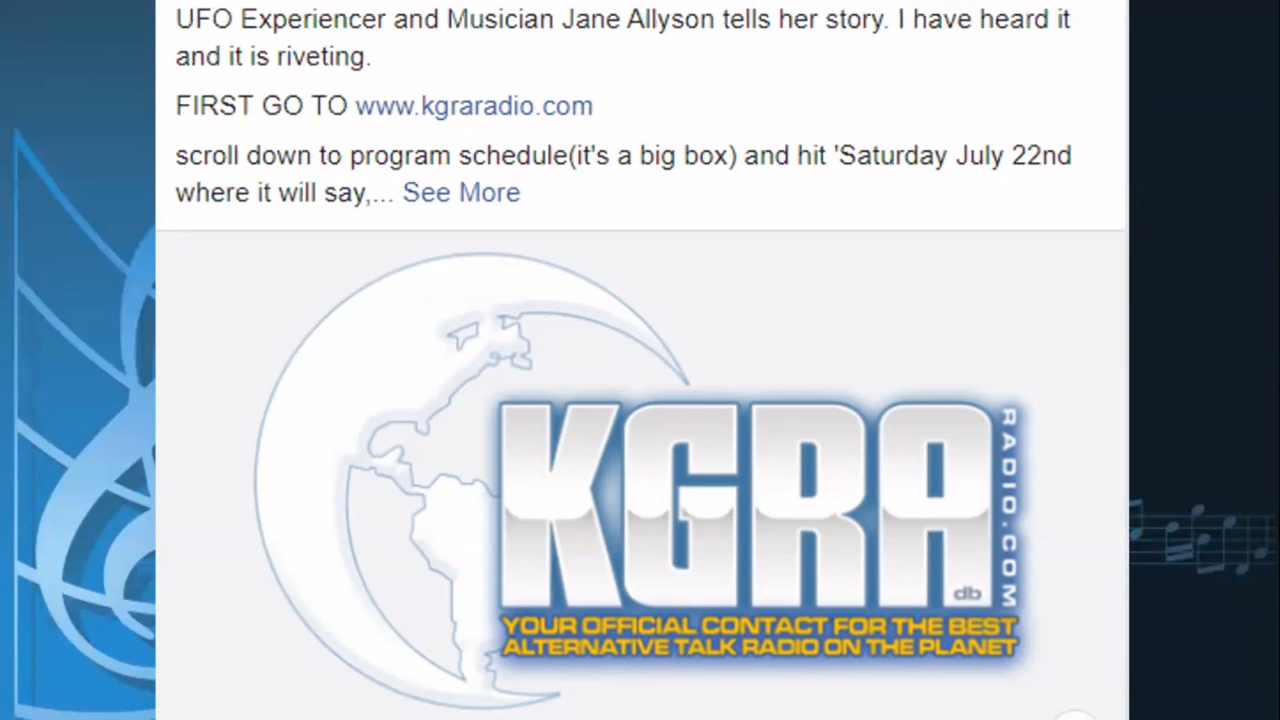 UFO Experiencer and Musician Jane Allyson tells her story. I have heard it
and it is riveting.
FIRST GO TO www.kgraradio.com
scroll down to program schedule(it's a big box) and hit 'Saturday July 22nd
where it will say,... See More
KGRA
RADIO.COM
db
YOUR OFFICIAL CONTACT FOR THE BEST
ALTERNATIVE TALK RADIO ON THE PLANET